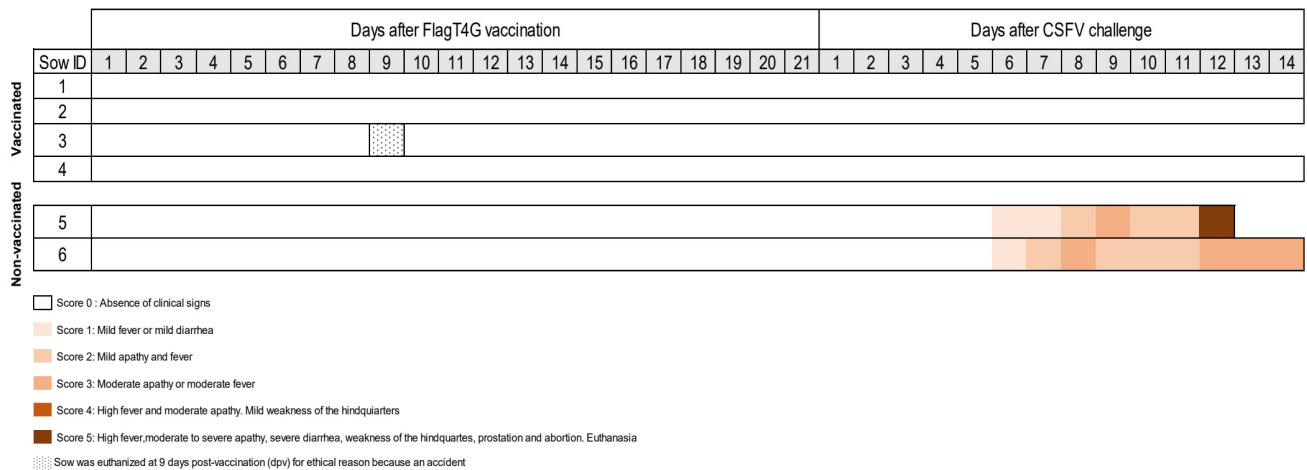 Days after FlagT4G vaccination Days after CSFV challenge
Sow ID 1 2 3 4 5 6 7 8 9 10 11 12 13 14 15 16 17 18 19 20 21 1 2 3 4 5 6 7 8 9 10 11 12 13 14
Vaccinated
1
2
3
4
Non-vaccinated
5
6
Score 0 : Absence of clinical signs
Score 1: Mild fever or mild diarrhea
Score 2: Mild apathy and fever
Score 3: Moderate apathy or moderate fever
Score 4: High fever and moderate apathy. Mild weakness of the hindquiarters
Score 5: High fever,moderate to severe apathy, severe diarrhea, weakness of the hindquartes, prostation and abortion. Euthanasia
Sow was euthanized at 9 days post-vaccination (dpv) for ethical reason because an accident